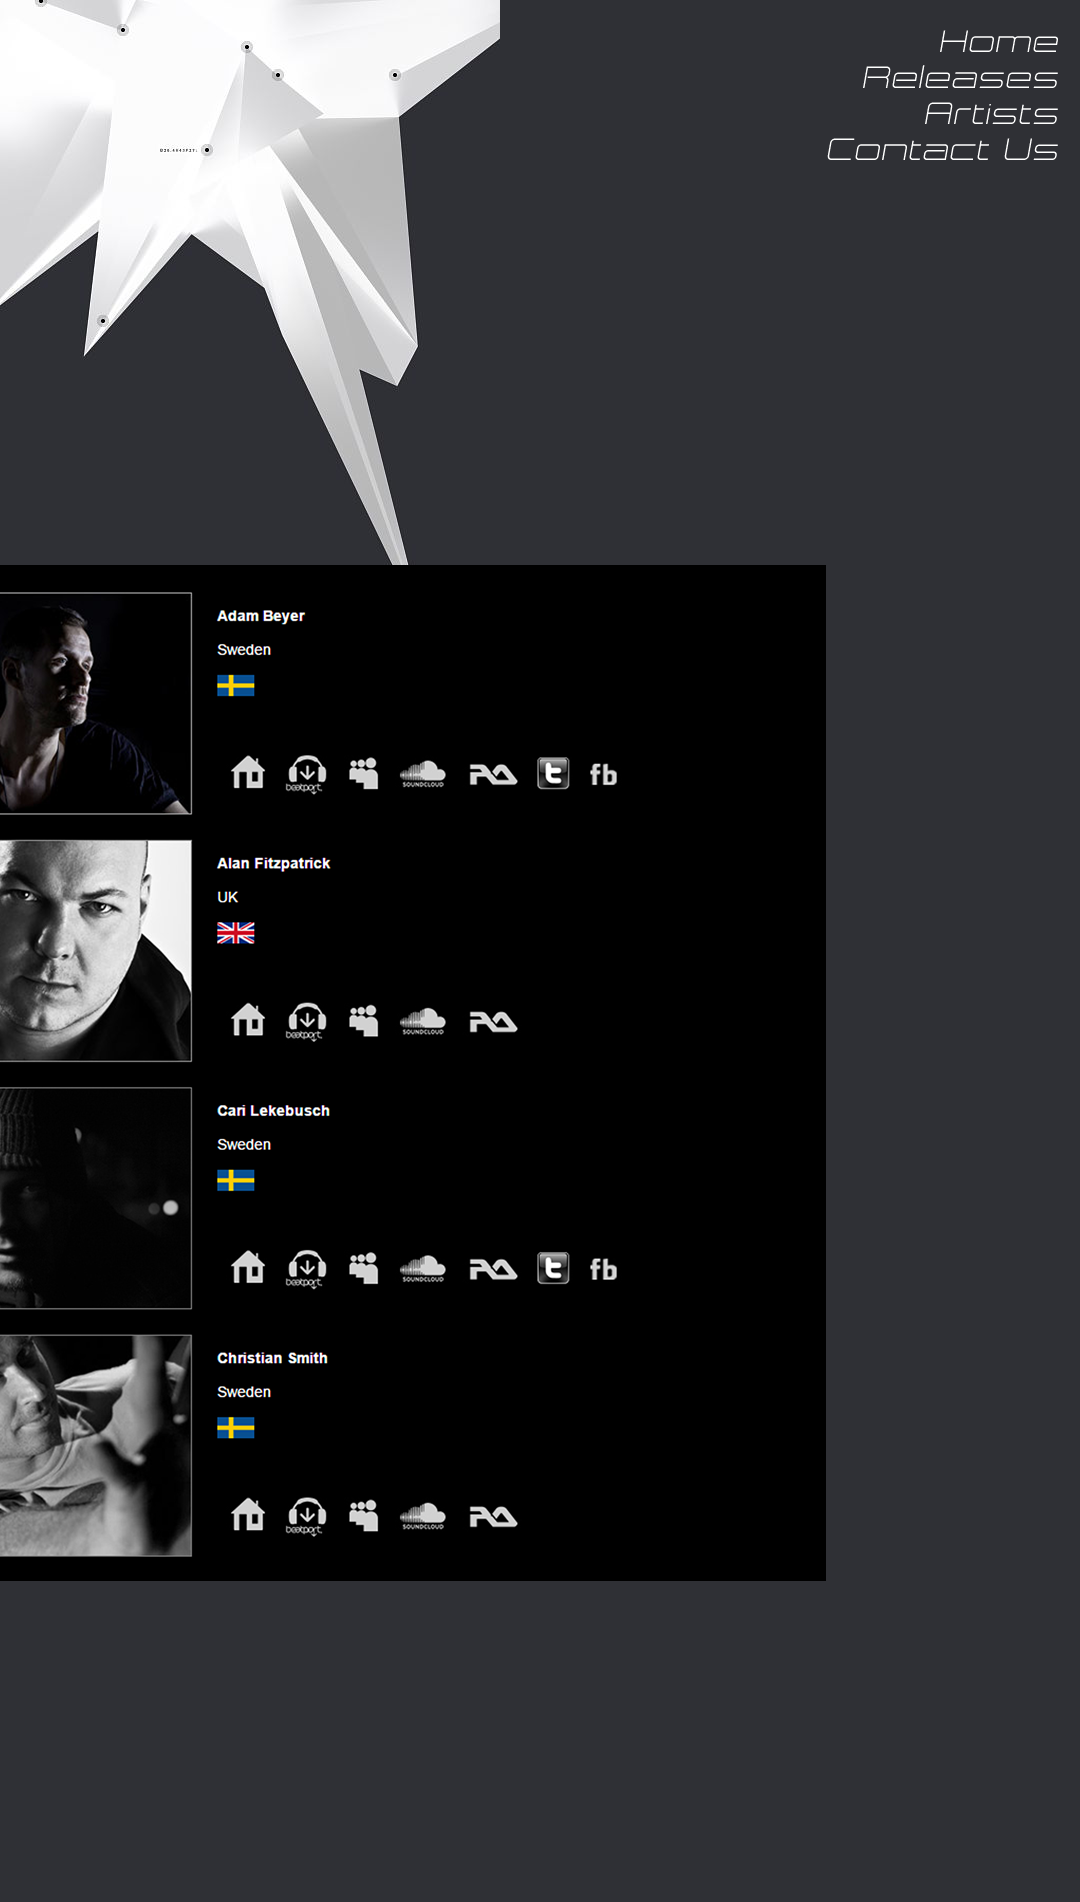 Home
Releases
Artists
Contact Us
Adam Beyer
Sweden
beatport
SOUNDCLOUD
fb
Alan Fitzpatrick
UK
beatport
SOUNDCLOUD
Cari Lekebusch
Sweden
beatport
SOUNDCLOUD
fb
Christian Smith
Sweden
beatport
SOUNDCLOUD